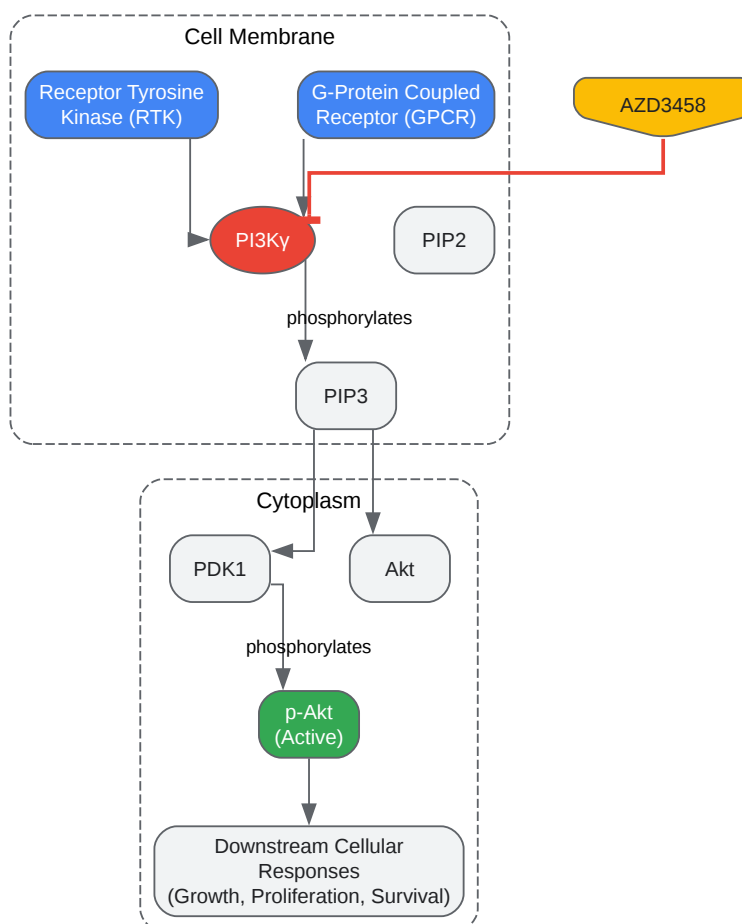 Cell Membrane
Receptor Tyrosine
Kinase (RTK)
G-Protein Coupled
Receptor (GPCR)
AZD3458
PI3Kγ
PIP2
phosphorylates
PIP3
Cytoplasm
PDK1
Akt
phosphorylates
p-Akt
(Active)
Downstream Cellular
Responses
(Growth, Proliferation, Survival)